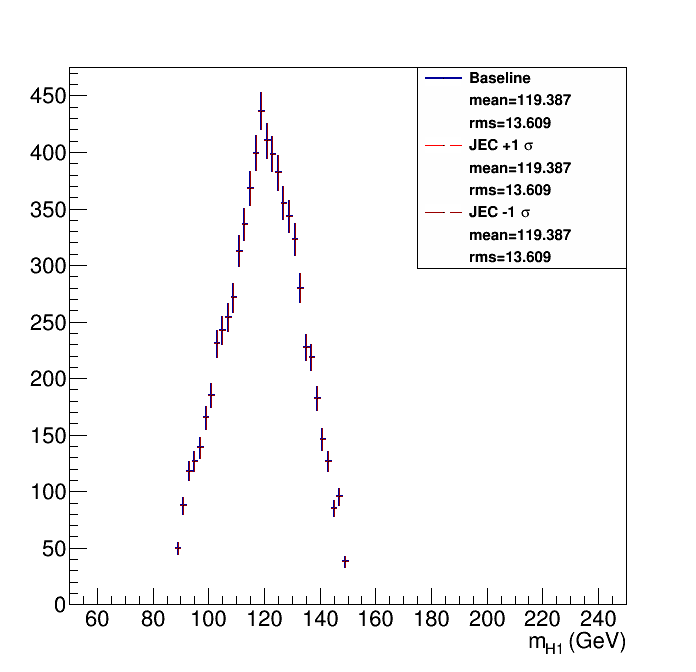 450
400
350
300
250
200
150
100
50
0
60 80 100 120 140 160 180 200 220 240
m_H1 (GeV)
Baseline
mean=119.387
rms=13.609
JEC +1 σ
mean=119.387
rms=13.609
JEC -1 σ
mean=119.387
rms=13.609